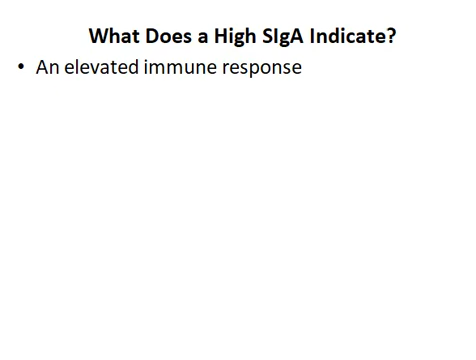 What Does a High SIgA Indicate?
• An elevated immune response